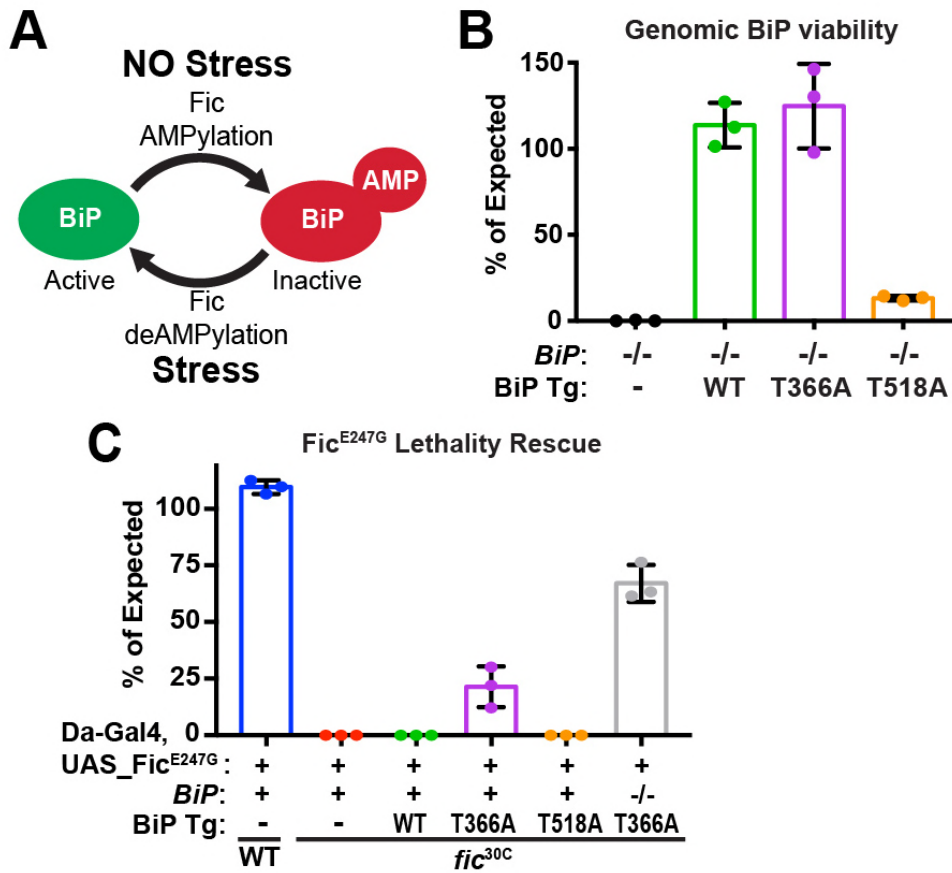 A
NO Stress
Fic
AMPylation
BiP
BiP
AMP
Active
Inactive
Fic
deAMPylation
Stress
B
Genomic BiP viability
% of Expected
150
100
50
0
BiP: -/- -/- -/- -/-
BiP Tg: - WT T366A T518A
C
Fic^E247G Lethality Rescue
% of Expected
100
75
50
25
Da-Gal4, 0
UAS_Fic^E247G : + + + + + +
BiP: + + + + + -/-
BiP Tg: - - WT T366A T518A T366A
WT fic^30C